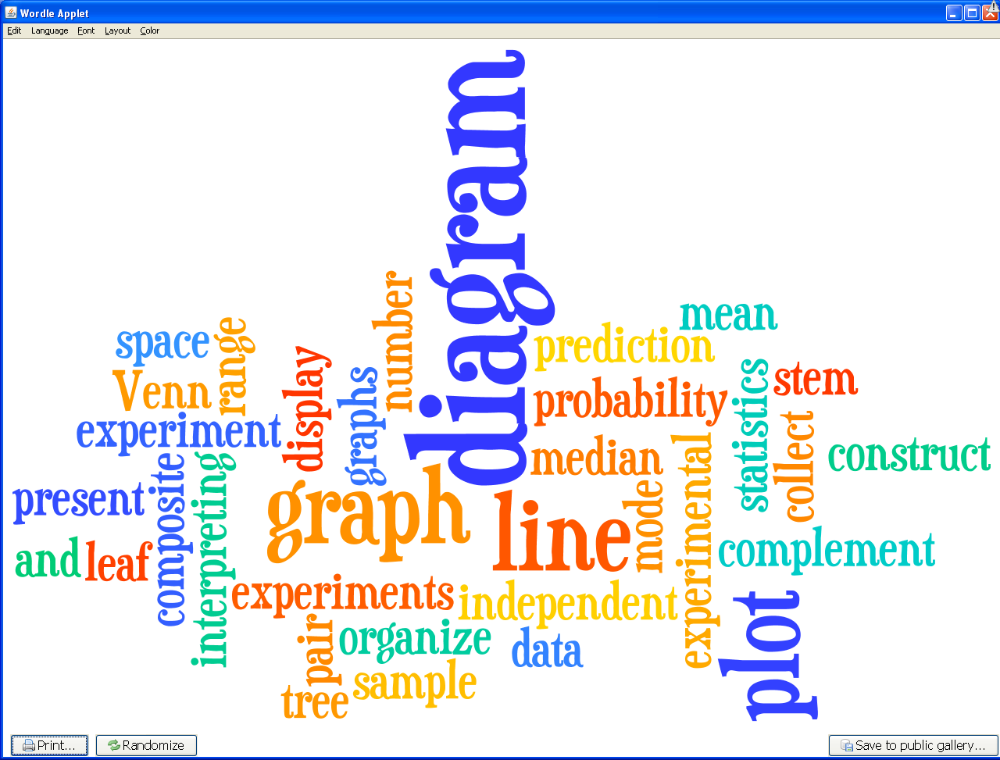 Wordle Applet
Edit Language Font Layout Color
diagram
number
mean
range
space
prediction
display
statistics
stem
graphs
Venn
probability
collect
experiment
experimental
median
construct
composite
interpreting
graph
mode
present
line
complement
and
leaf
experiments
independent
plot
pair
organize
data
sample
tree
Print...
Randomize
Save to public gallery...